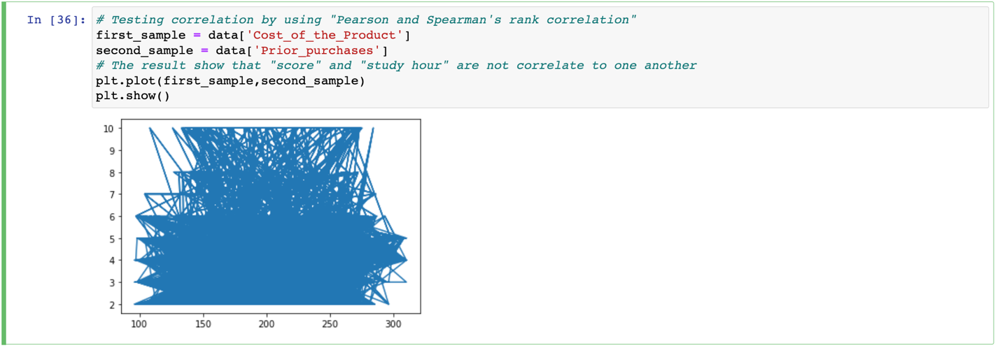 In [36]: # Testing correlation by using "Pearson and Spearman's rank correlation"
first_sample = data['Cost_of_the_Product']
second_sample = data['Prior_purchases']
# The result show that "score" and "study hour" are not correlate to one another
plt.plot(first_sample,second_sample)
plt.show()
10
9
8
7
6
5
4
3
2
100 150 200 250 300